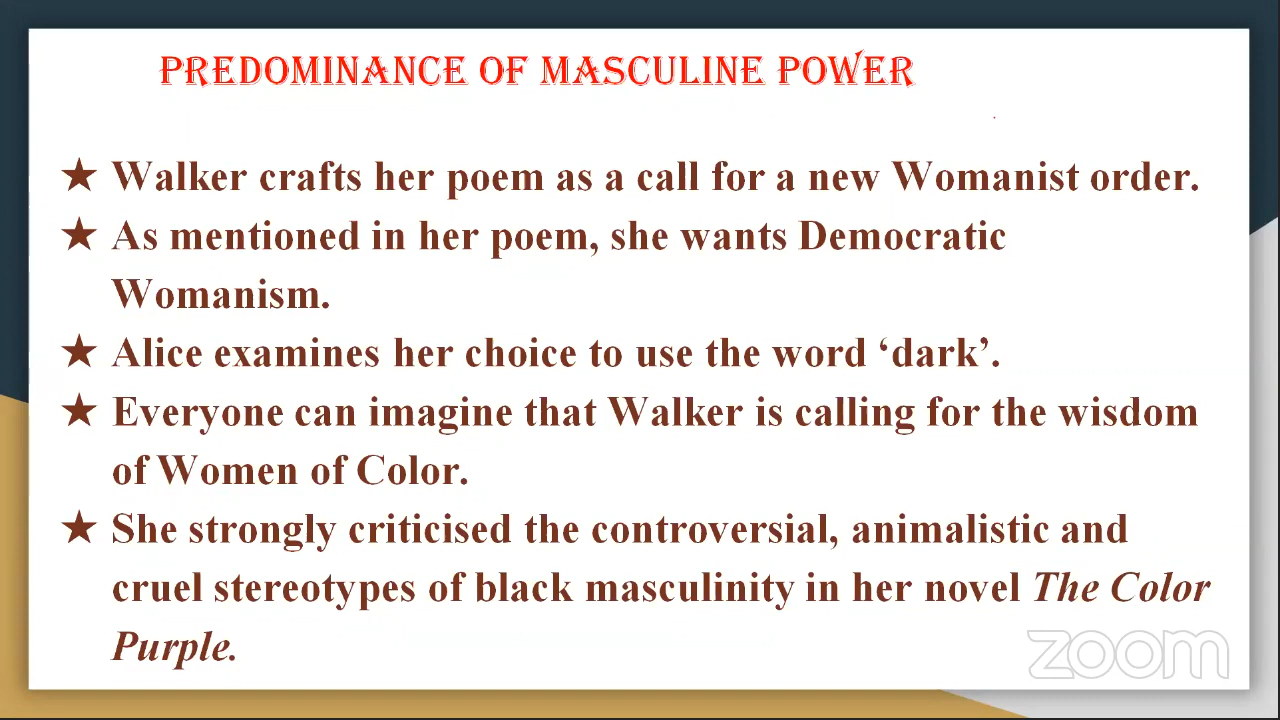 PREDOMINANCE OF MASCULINE POWER
★ Walker crafts her poem as a call for a new Womanist order.
★ As mentioned in her poem, she wants Democratic
Womanism.
★ Alice examines her choice to use the word ‘dark’.
★ Everyone can imagine that Walker is calling for the wisdom
of Women of Color.
★ She strongly criticised the controversial, animalistic and
cruel stereotypes of black masculinity in her novel The Color
Purple.
zoom